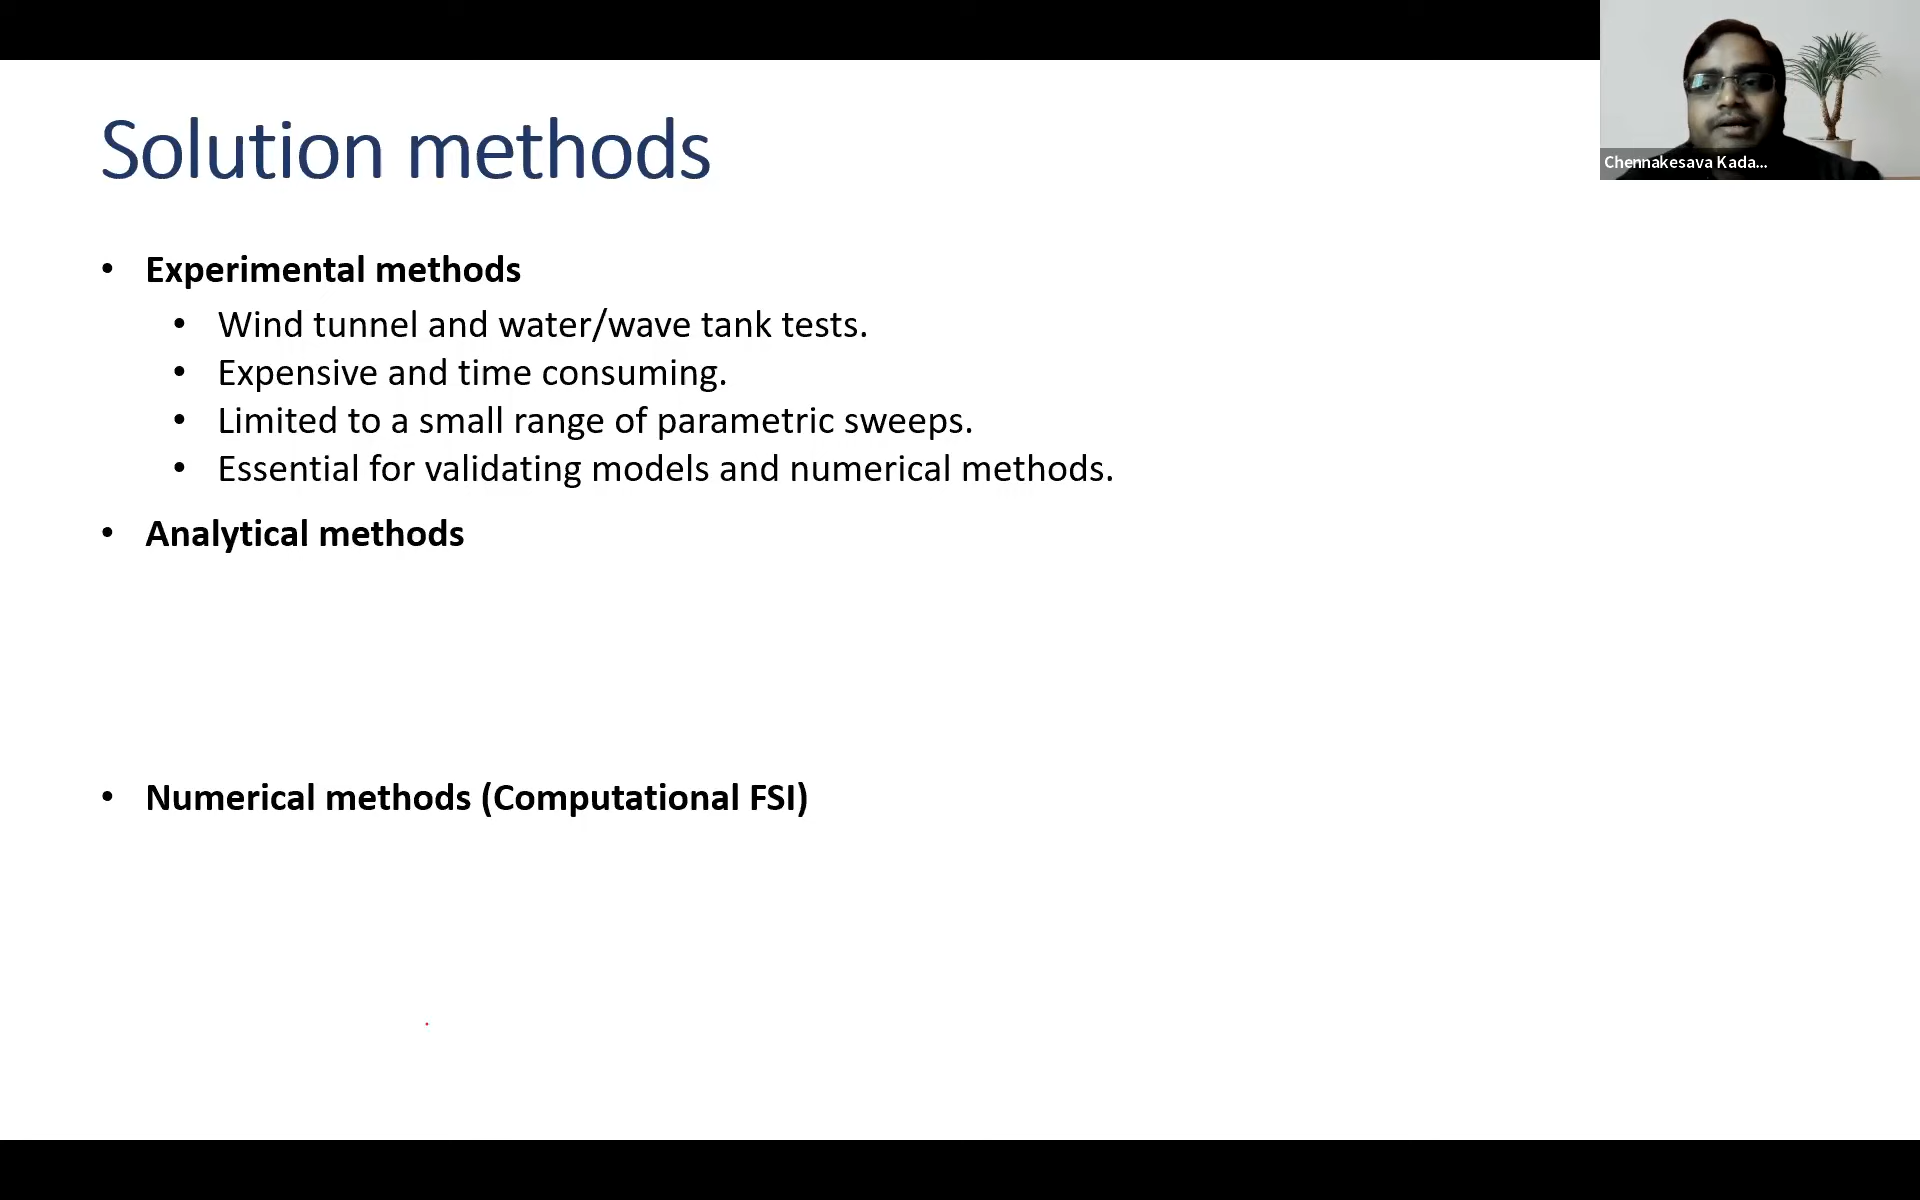 Solution methods
Chennakesava Kada...
• Experimental methods
• Wind tunnel and water/wave tank tests.
• Expensive and time consuming.
• Limited to a small range of parametric sweeps.
• Essential for validating models and numerical methods.
• Analytical methods
• Numerical methods (Computational FSI)